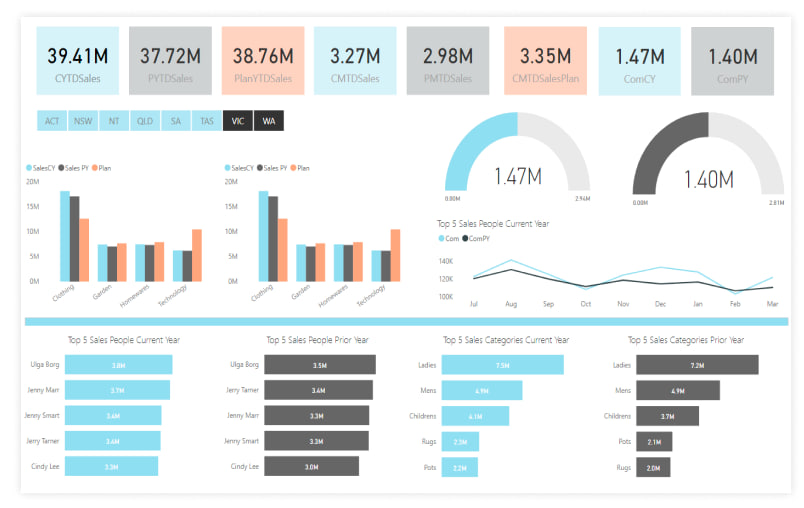 39.41M 37.72M 38.76M 3.27M 2.98M 3.35M 1.47M 1.40M
CYTDSales PYTDSales PlanYTDSales CMTDSales PMTDSales CMTDSalesPlan ComCY ComPY
ACT NSW NT QLD SA TAS VIC WA
SalesCY Sales PY Plan
20M
15M
10M
5M
0M
Clothing Garden Homewares Technology
SalesCY Sales PY Plan
20M
15M
10M
5M
0M
Clothing Garden Homewares Technology
1.47M
0.00M 2.94M
1.40M
0.00M 2.81M
Top 5 Sales People Current Year
Com ComPY
140K
120K
100K
Jul Aug Sep Oct Nov Dec Jan Feb Mar
Top 5 Sales People Current Year
Ulga Borg 3.8M
Jenny Marr 3.7M
Jenny Smart 3.4M
Jerry Tarner 3.4M
Cindy Lee 3.3M
Top 5 Sales People Prior Year
Ulga Borg 3.5M
Jerry Tarner 3.4M
Jenny Marr 3.3M
Jenny Smart 3.3M
Cindy Lee 3.0M
Top 5 Sales Categories Current Year
Ladies 7.5M
Mens 4.9M
Childrens 4.1M
Rugs 2.3M
Pots 2.2M
Top 5 Sales Categories Prior Year
Ladies 7.2M
Mens 4.9M
Childrens 3.7M
Pots 2.1M
Rugs 2.0M